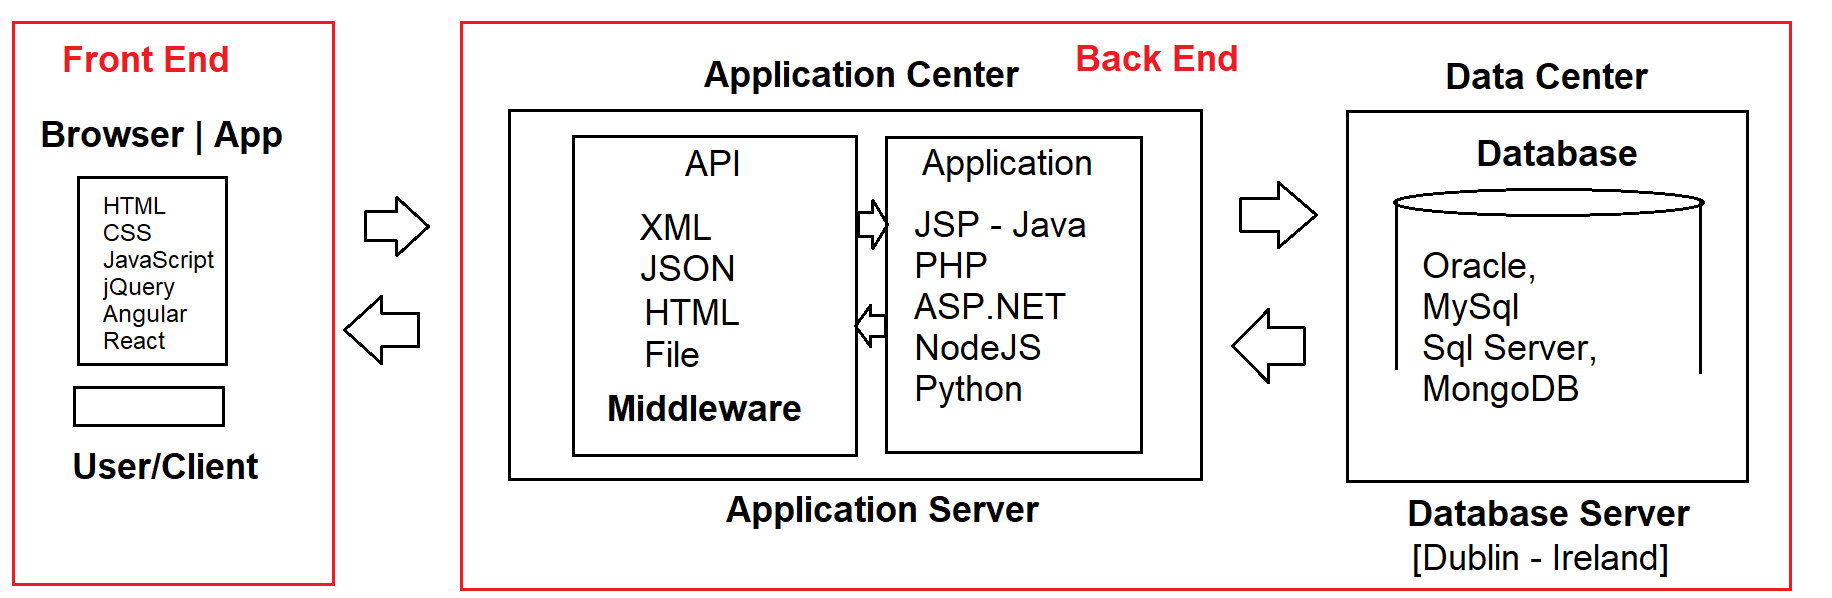 Front End
Browser | App
HTML
CSS
JavaScript
jQuery
Angular
React
User/Client
Back End
Application Center
API
XML
JSON
HTML
File
Middleware
Application
JSP - Java
PHP
ASP.NET
NodeJS
Python
Application Server
Data Center
Database
Oracle,
MySql
Sql Server,
MongoDB
Database Server
[Dublin - Ireland]